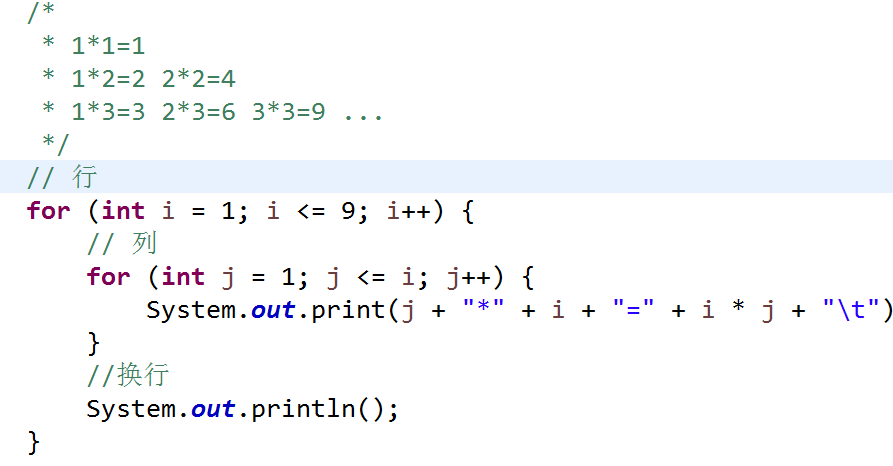 /*
 * 1*1=1
 * 1*2=2 2*2=4
 * 1*3=3 2*3=6 3*3=9 ...
 */
// 行
for (int i = 1; i <= 9; i++) {
    // 列
    for (int j = 1; j <= i; j++) {
        System.out.print(j + "*" + i + "=" + i * j + "\t")
    }
    //换行
    System.out.println();
}